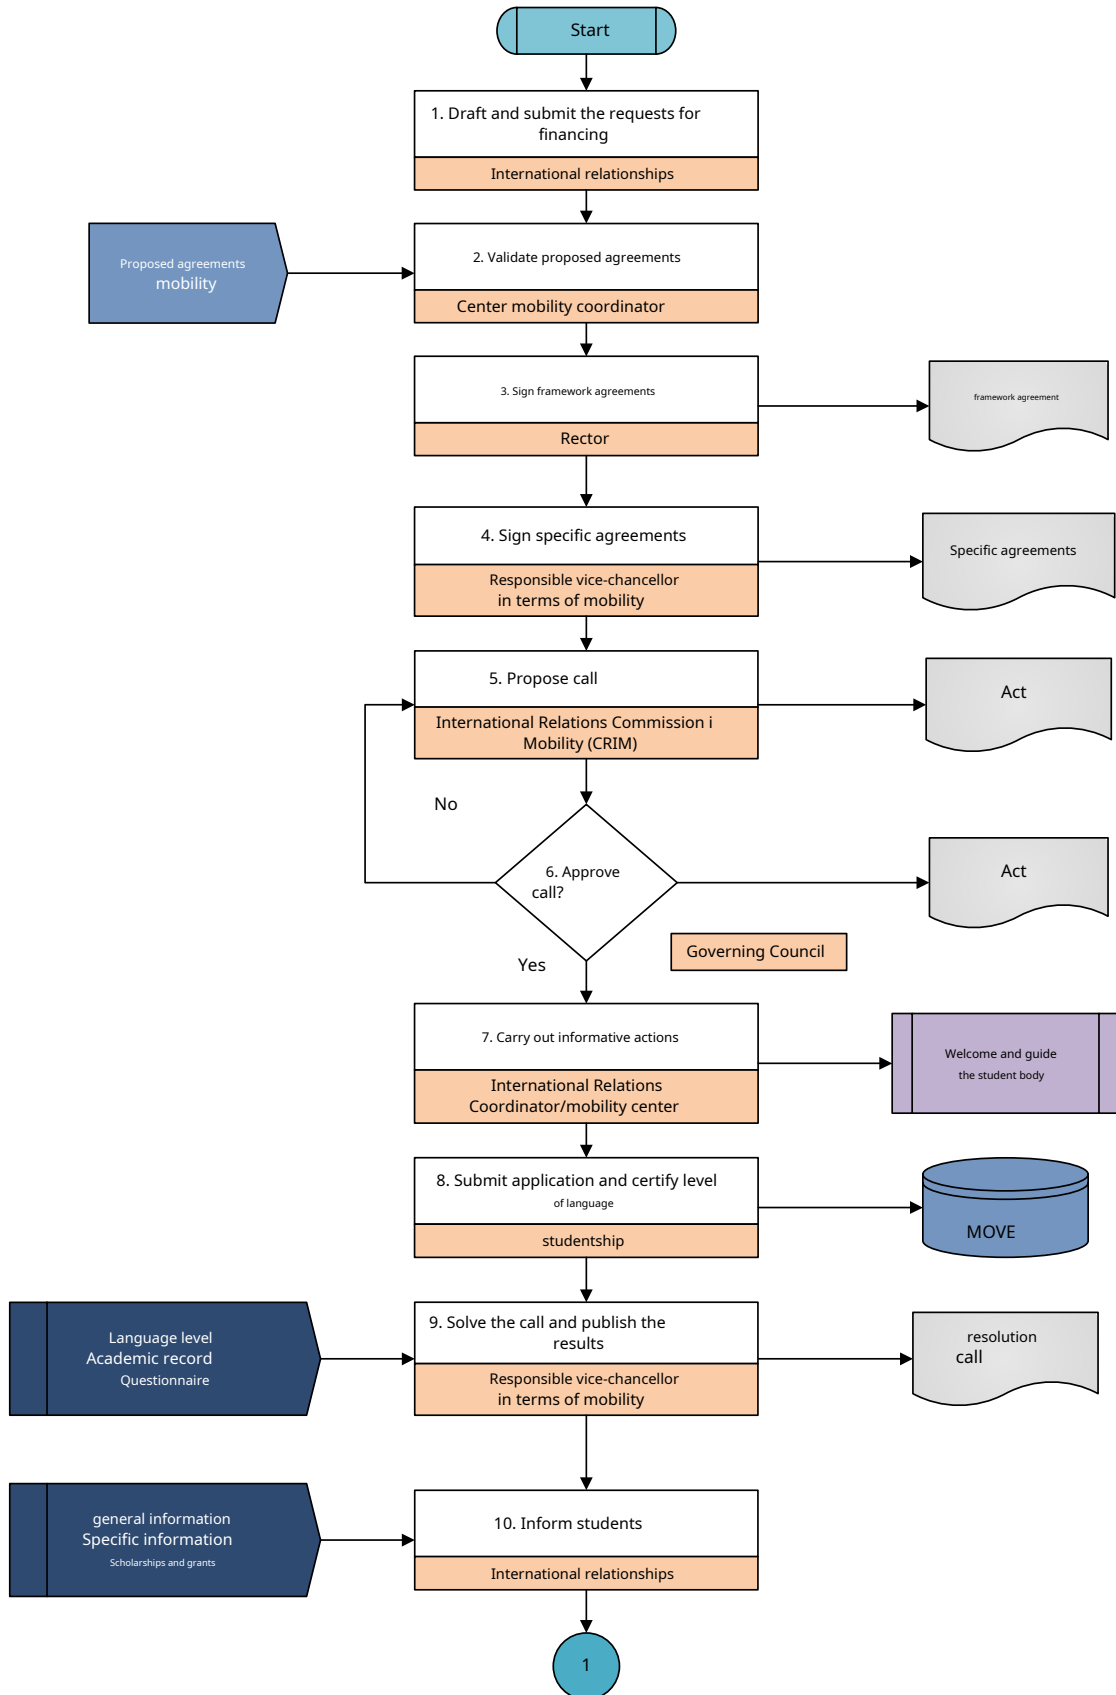 Start
1. Draft and submit the requests for
financing
International relationships
Proposed agreements
mobility
2. Validate proposed agreements
Center mobility coordinator
3. Sign framework agreements
Rector
framework agreement
4. Sign specific agreements
Responsible vice-chancellor
in terms of mobility
Specific agreements
5. Propose call
International Relations Commission i
Mobility (CRIM)
Act
No
6. Approve
call?
Act
Governing Council
Yes
7. Carry out informative actions
International Relations
Coordinator/mobility center
Welcome and guide
the student body
8. Submit application and certify level
of language
studentship
MOVE
Language level
Academic record
Questionnaire
9. Solve the call and publish the
results
Responsible vice-chancellor
in terms of mobility
resolution
call
general information
Specific information
Scholarships and grants
10. Inform students
International relationships
1